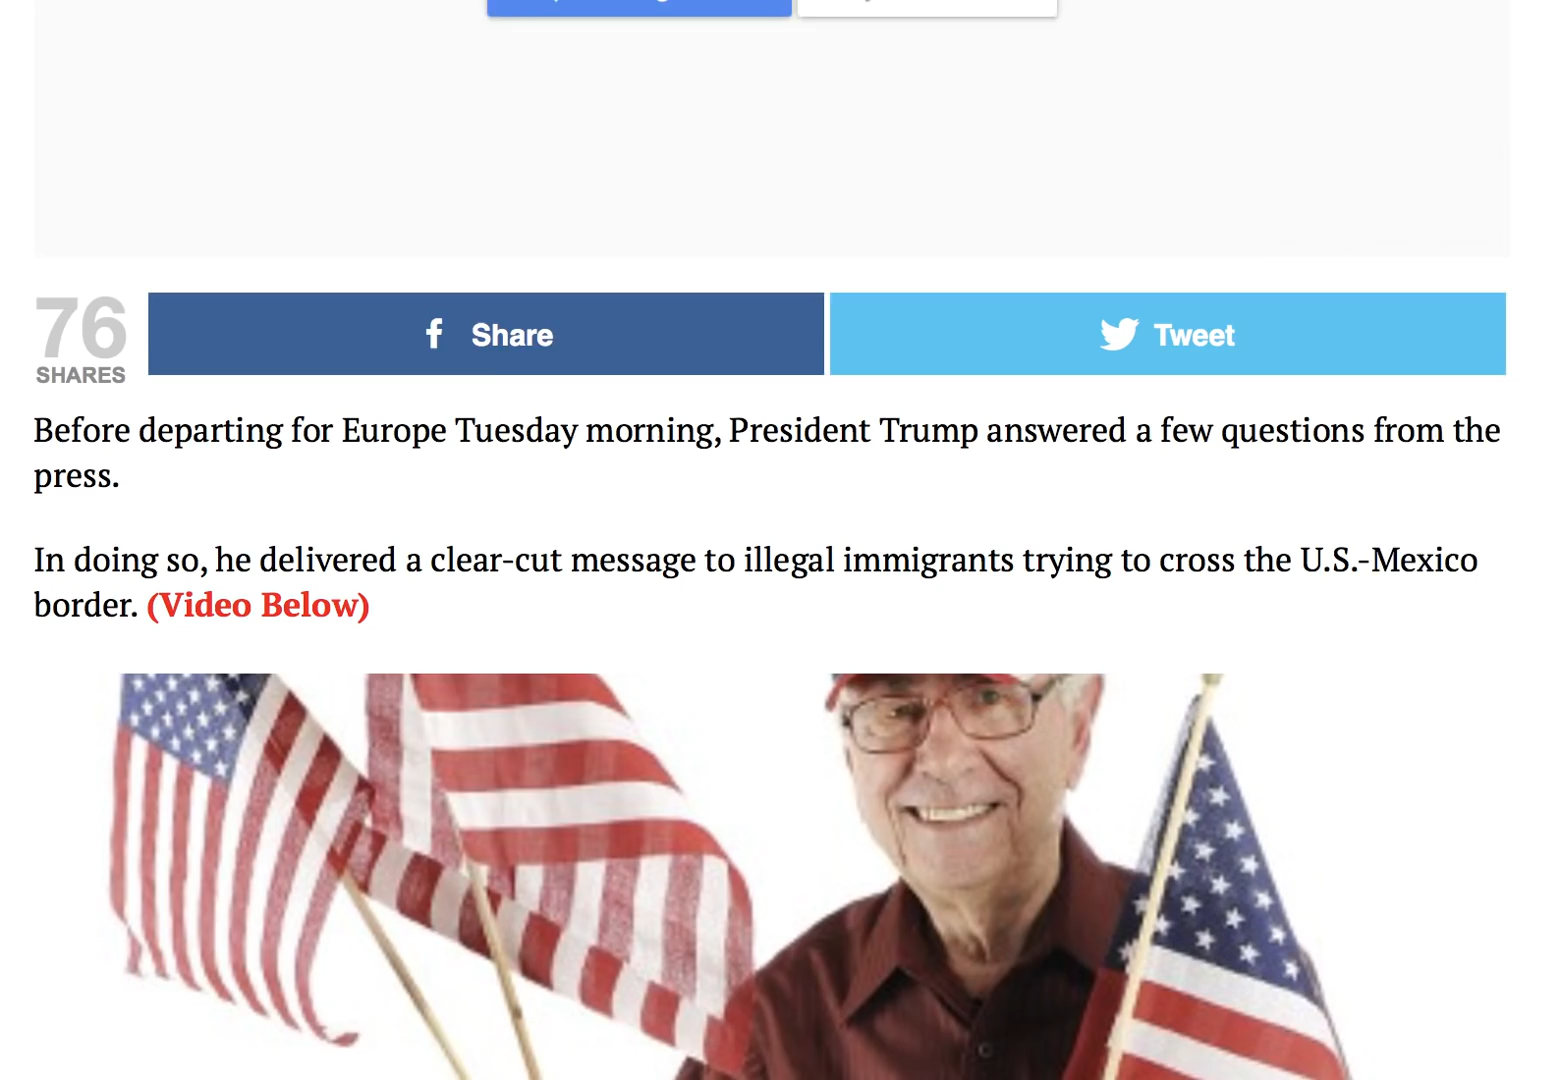 76
SHARES
Share
Tweet
Before departing for Europe Tuesday morning, President Trump answered a few questions from the
press.
In doing so, he delivered a clear-cut message to illegal immigrants trying to cross the U.S.-Mexico
border. (Video Below)